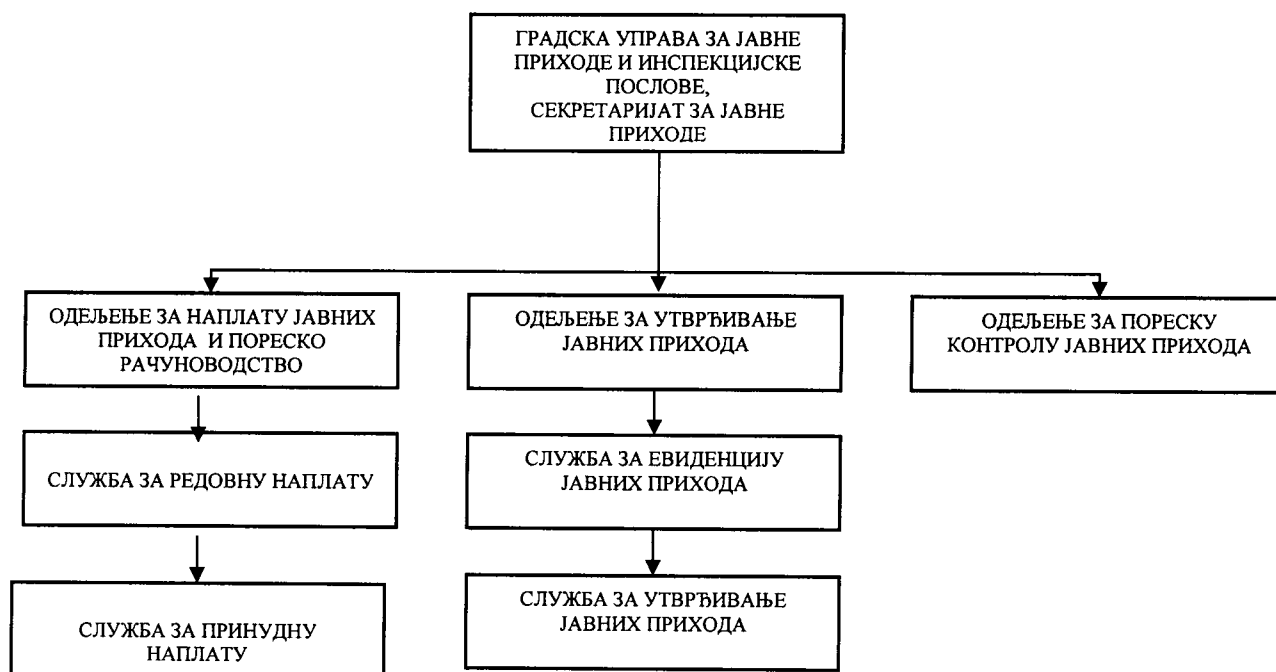 ГРАДСКА УПРАВА ЗА ЈАВНЕ
ПРИХОДЕ И ИНСПЕКЦИЈСКЕ
ПОСЛОВЕ,
СЕКРЕТАРИЈАТ ЗА ЈАВНЕ
ПРИХОДЕ
ОДЕЉЕЊЕ ЗА НАПЛАТУ ЈАВНИХ
ПРИХОДА И ПОРЕСКО
РАЧУНОВОДСТВО
ОДЕЉЕЊЕ ЗА УТВРЂИВАЊЕ
ЈАВНИХ ПРИХОДА
ОДЕЉЕЊЕ ЗА ПОРЕСКУ
КОНТРОЛУ ЈАВНИХ ПРИХОДА
СЛУЖБА ЗА РЕДОВНУ НАПЛАТУ
СЛУЖБА ЗА ЕВИДЕНЦИЈУ
ЈАВНИХ ПРИХОДА
СЛУЖБА ЗА ПРИНУДНУ
НАПЛАТУ
СЛУЖБА ЗА УТВРЂИВАЊЕ
ЈАВНИХ ПРИХОДА